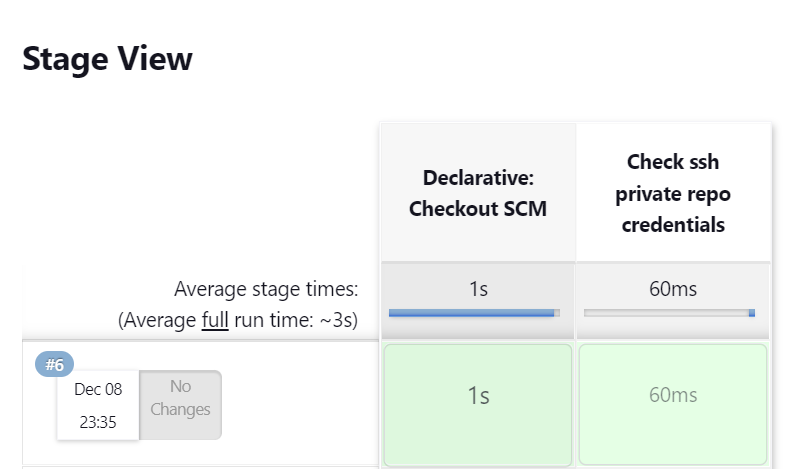 Stage View
Declarative:
Checkout SCM
Check ssh
private repo
credentials
Average stage times:
(Average full run time: ~3s)
1s
60ms
#6
Dec 08
23:35
No
Changes
1s
60ms